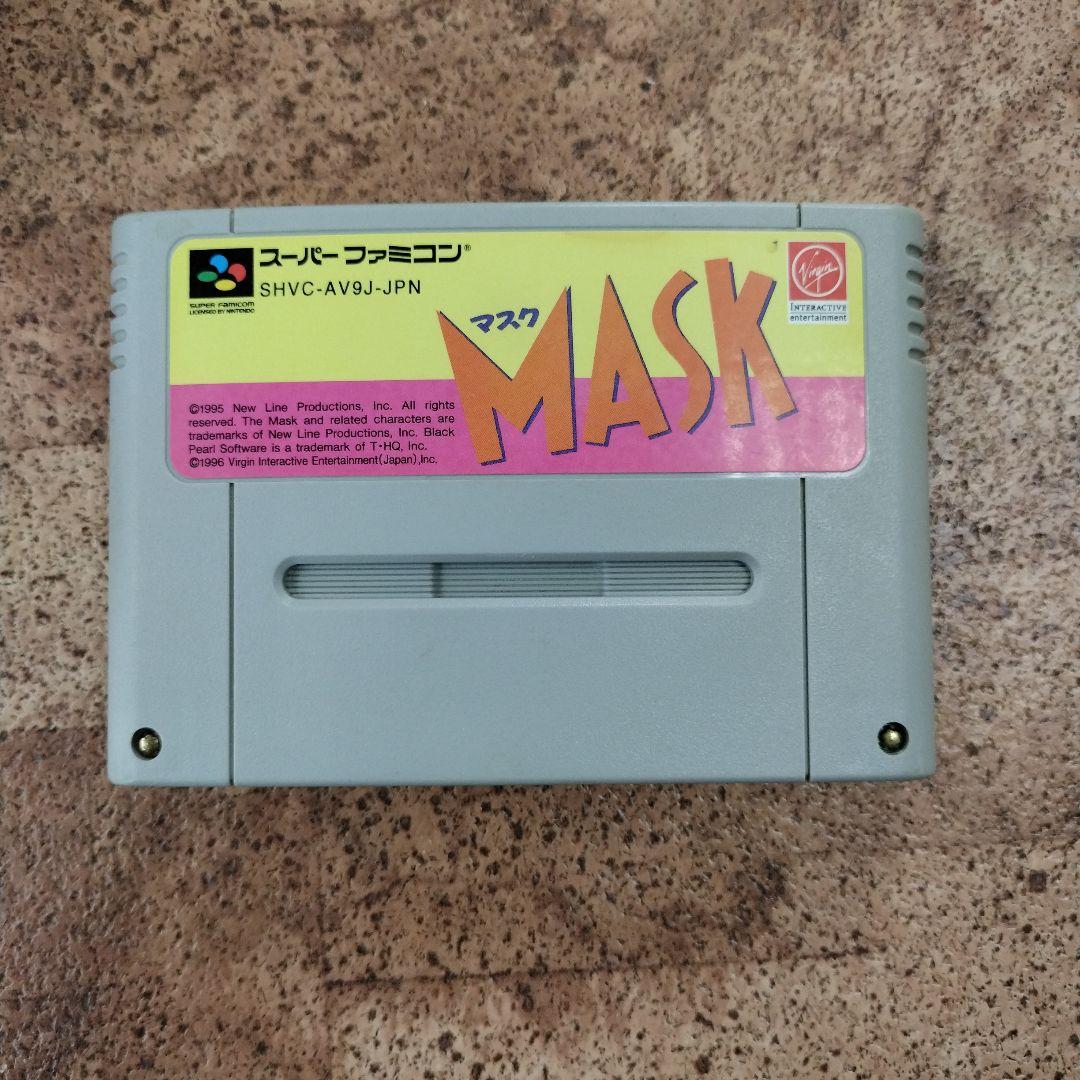 スーパーファミコン®
SUPER FAMICOM
LICENSED BY NINTENDO
SHVC-AV9J-JPN
マスク
MASK
Virgin
INTERACTIVE
entertainment
©1995 New Line Productions, Inc. All rights
reserved. The Mask and related characters are
trademarks of New Line Productions, Inc. Black
Pearl Software is a trademark of T·HQ, Inc.
©1996 Virgin Interactive Entertainment(Japan),Inc.